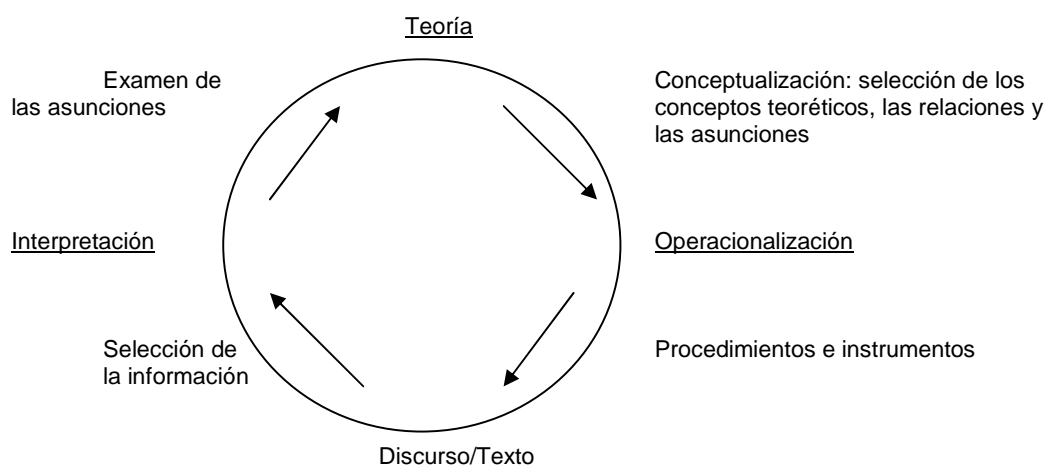 Teoría
Examen de
las asunciones
Conceptualización: selección de los
conceptos teoréticos, las relaciones y
las asunciones
Interpretación
Operacionalización
Selección de
la información
Procedimientos e instrumentos
Discurso/Texto